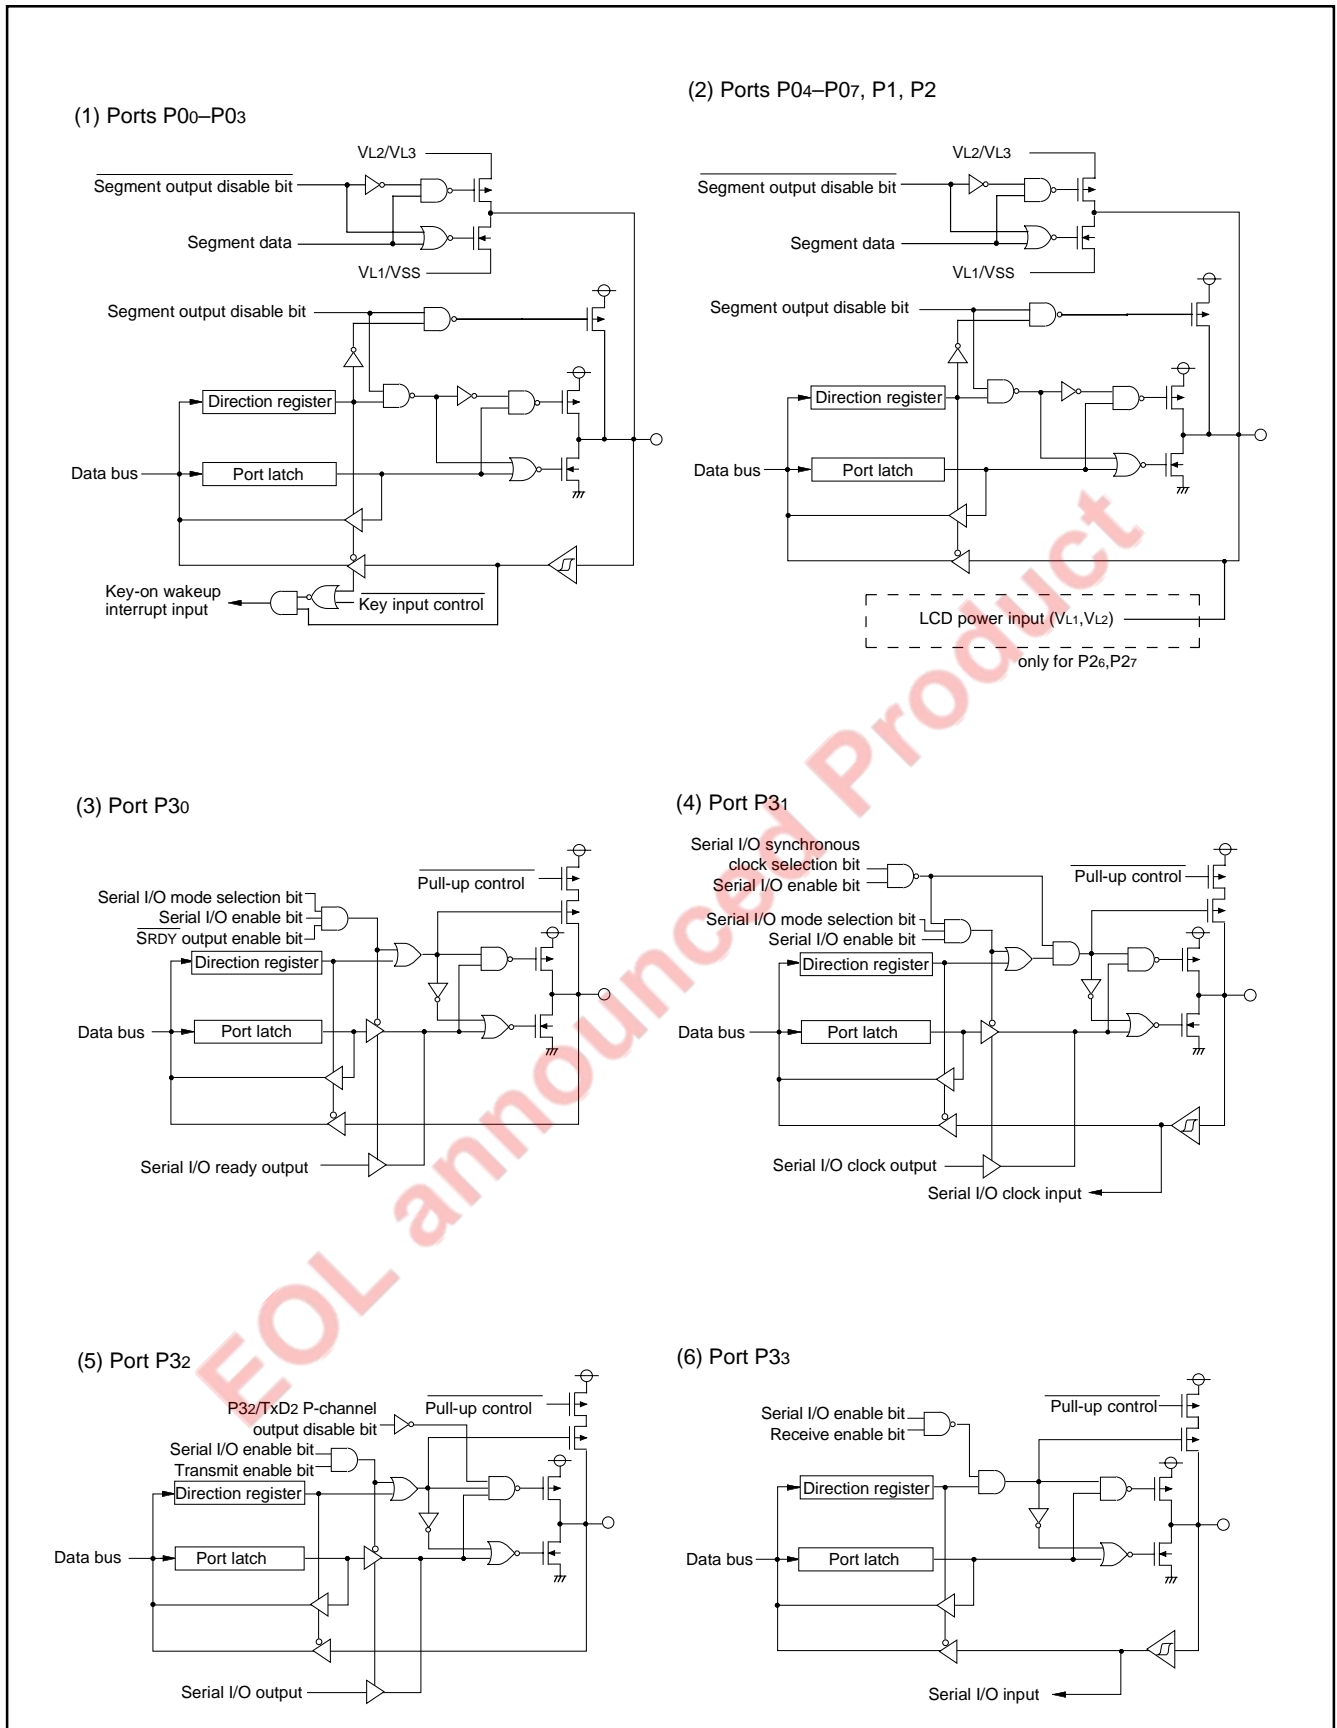 (1) Ports P00–P03
VL2/VL3
Segment output disable bit
Segment data
VL1/VSS
Segment output disable bit
Direction register
Data bus
Port latch
Key-on wakeup
interrupt input
Key input control
(2) Ports P04–P07, P1, P2
VL2/VL3
Segment output disable bit
Segment data
VL1/VSS
Segment output disable bit
Direction register
Data bus
Port latch
LCD power input (VL1,VL2)
only for P26,P27
(3) Port P30
Pull-up control
Serial I/O mode selection bit
Serial I/O enable bit
SRDY output enable bit
Direction register
Data bus
Port latch
Serial I/O ready output
(4) Port P31
Serial I/O synchronous
clock selection bit
Serial I/O enable bit
Pull-up control
Serial I/O mode selection bit
Serial I/O enable bit
Direction register
Data bus
Port latch
Serial I/O clock output
Serial I/O clock input
(5) Port P32
Pull-up control
P32/TxD2 P-channel
output disable bit
Serial I/O enable bit
Transmit enable bit
Direction register
Data bus
Port latch
Serial I/O output
(6) Port P33
Pull-up control
Serial I/O enable bit
Receive enable bit
Direction register
Data bus
Port latch
Serial I/O input
EOL announced Product